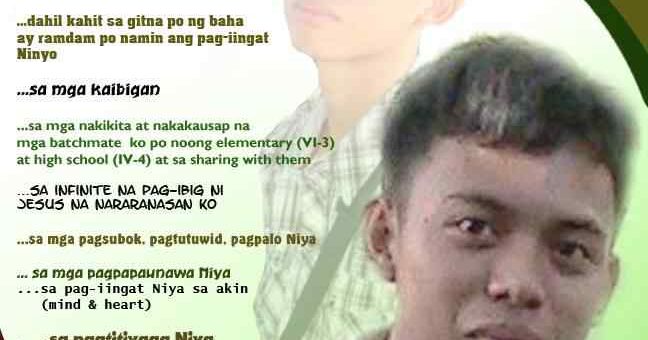 ...dahil kahit sa gitna po ng baha
ay ramdam po namin ang pag-iingat
Ninyo
...sa mga kaibigan
...sa mga nakikita at nakakausap na
mga batchmate ko po noong elementary (VI-3)
at high school (IV-4) at sa sharing with them
...SA INFINITE NA PAG-IBIG NI
JESUS NA NARARANASAN KO
...sa mga pagsubok, pagtutuwid, pagpalo Niya
... sa mga pagpapaunawa Niya
...sa pag-iingat Niya sa akin
(mind & heart)
... sa pagtitiyaga Niya